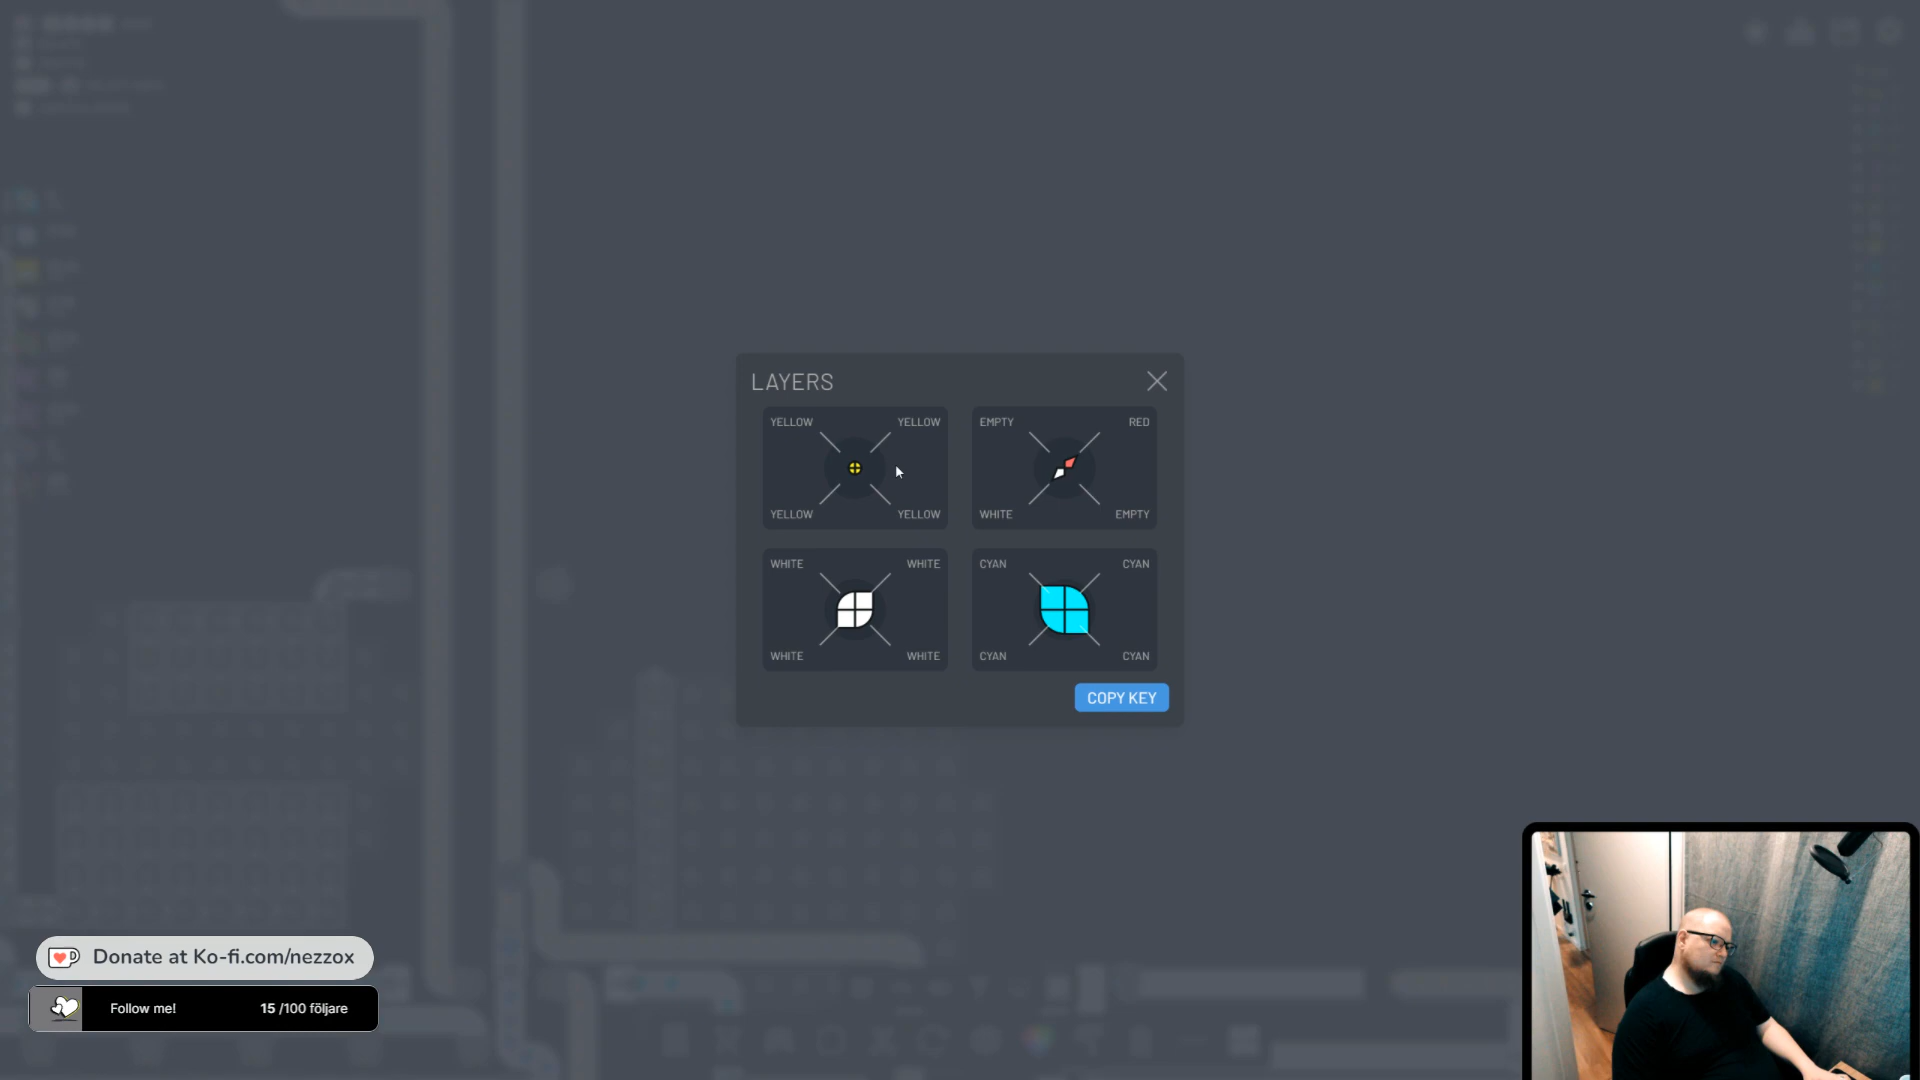 LAYERS
YELLOW YELLOW
YELLOW YELLOW
EMPTY RED
WHITE EMPTY
WHITE WHITE
WHITE WHITE
CYAN CYAN
CYAN CYAN
COPY KEY
Donate at Ko-fi.com/nezzox
Follow me! 15 /100 följare